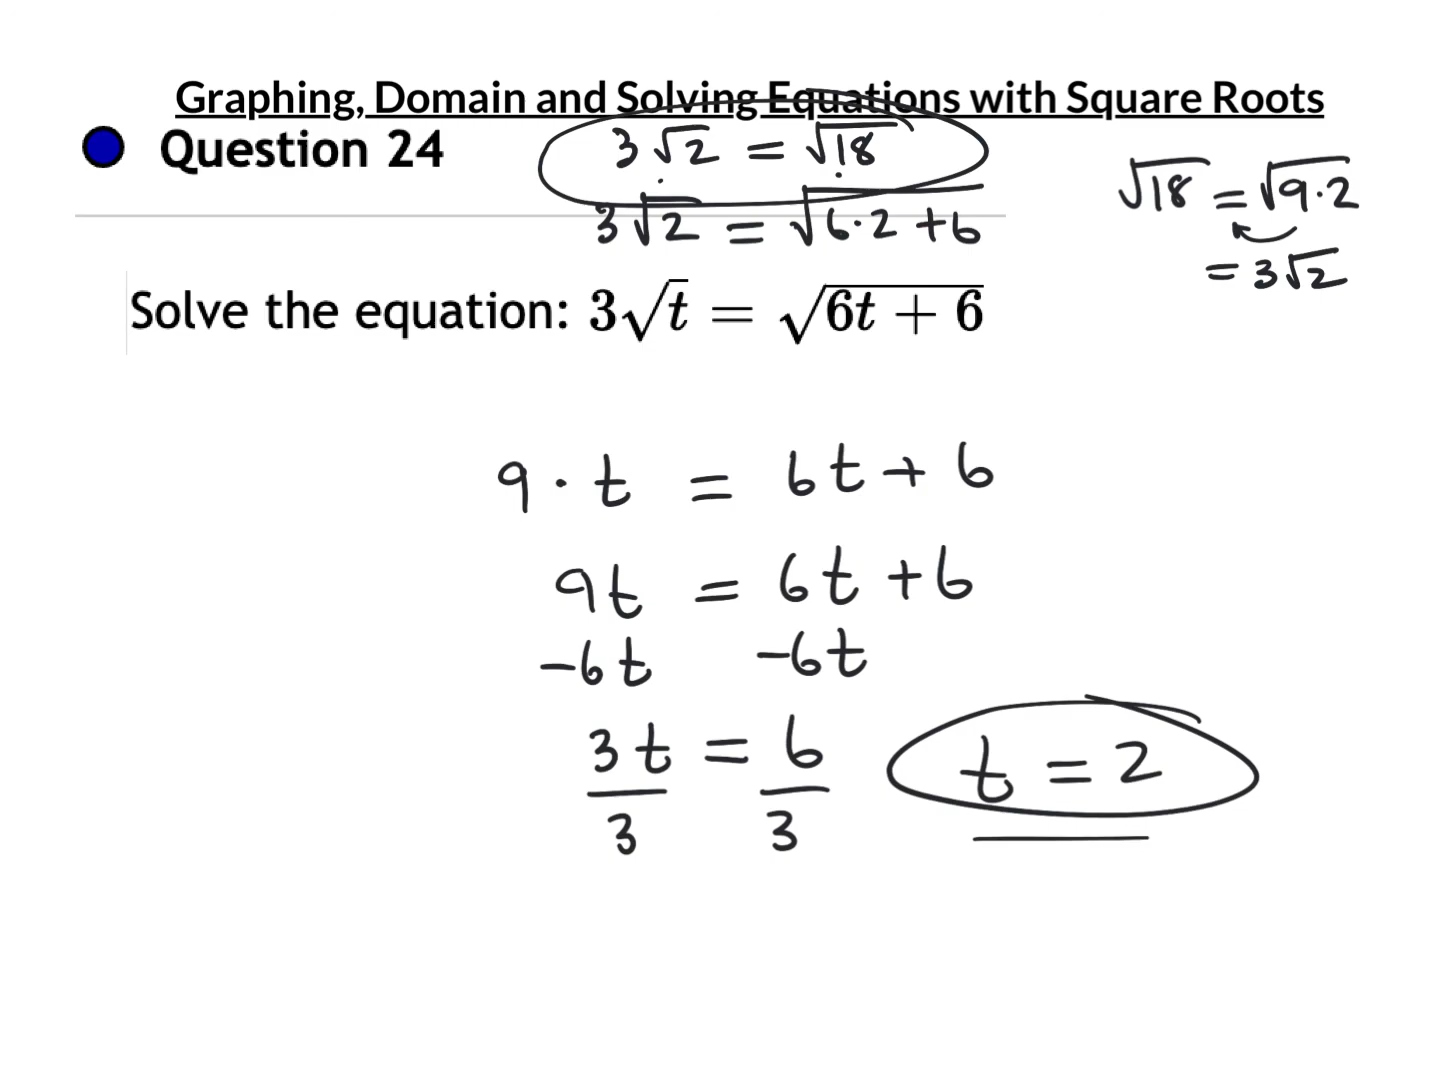 Graphing, Domain and Solving Equations with Square Roots
Question 24
3√2 = √18
3√2 = √6·2 + 6
√18 = √9·2
= 3√2
Solve the equation: 3√t = √6t + 6
9 · t = 6t + 6
9t = 6t + 6
-6t -6t
3t = 6
3 3
t = 2